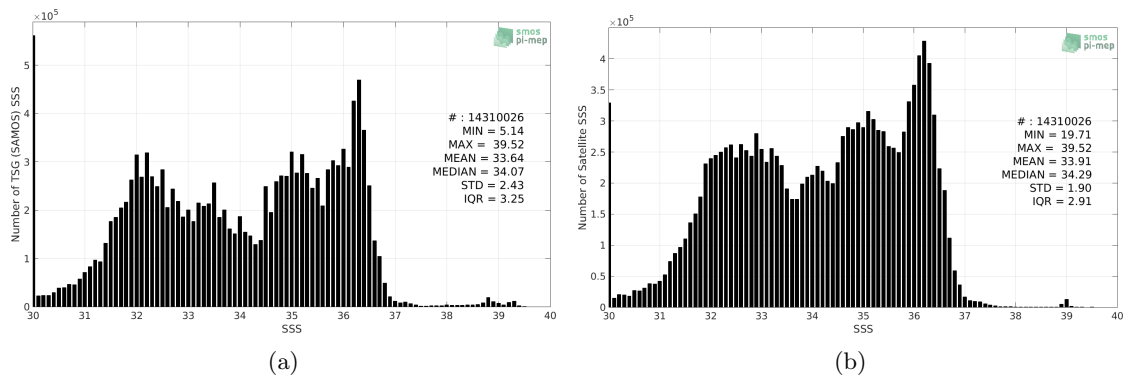 ×10⁵
5
4
3
2
1
0
30 31 32 33 34 35 36 37 38 39 40
SSS
Number of TSG (SAMOS) SSS
smos
pi-mep
# : 14310026
MIN = 5.14
MAX = 39.52
MEAN = 33.64
MEDIAN = 34.07
STD = 2.43
IQR = 3.25
(a)
×10⁵
4
3.5
3
2.5
2
1.5
1
0.5
0
30 31 32 33 34 35 36 37 38 39 40
SSS
Number of Satellite SSS
smos
pi-mep
# : 14310026
MIN = 19.71
MAX = 39.52
MEAN = 33.91
MEDIAN = 34.29
STD = 1.90
IQR = 2.91
(b)